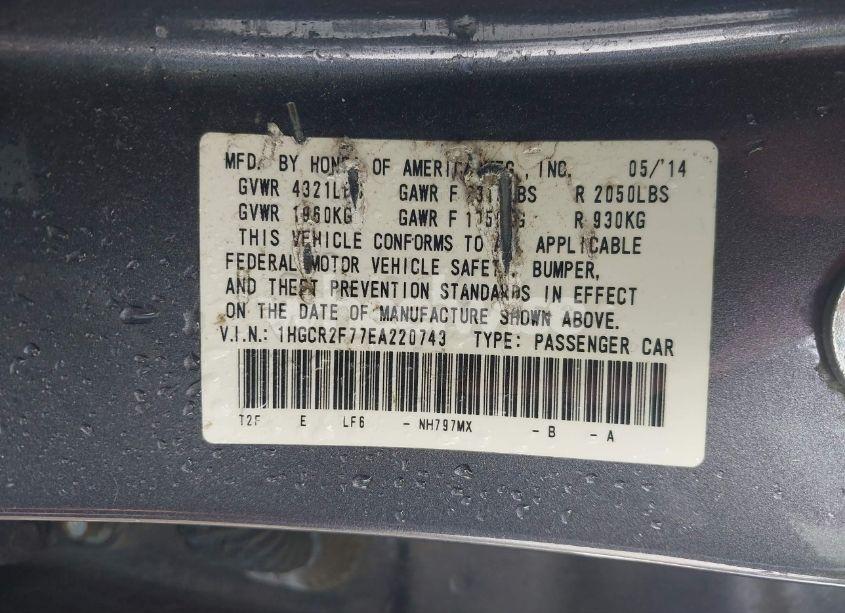 MFD. BY HONDA OF AMERICA MFG., INC. 05/'14
GVWR 4321LBS GAWR F LBS R 2050LBS
GVWR 1960KG GAWR F KG R 930KG
THIS VEHICLE CONFORMS TO ALL APPLICABLE
FEDERAL MOTOR VEHICLE SAFETY, BUMPER,
AND THEFT PREVENTION STANDARDS IN EFFECT
ON THE DATE OF MANUFACTURE SHOWN ABOVE.
V.I.N.: 1HGCR2F77EA220743 TYPE: PASSENGER CAR
T2F E LF6 - NH797MX - B - A